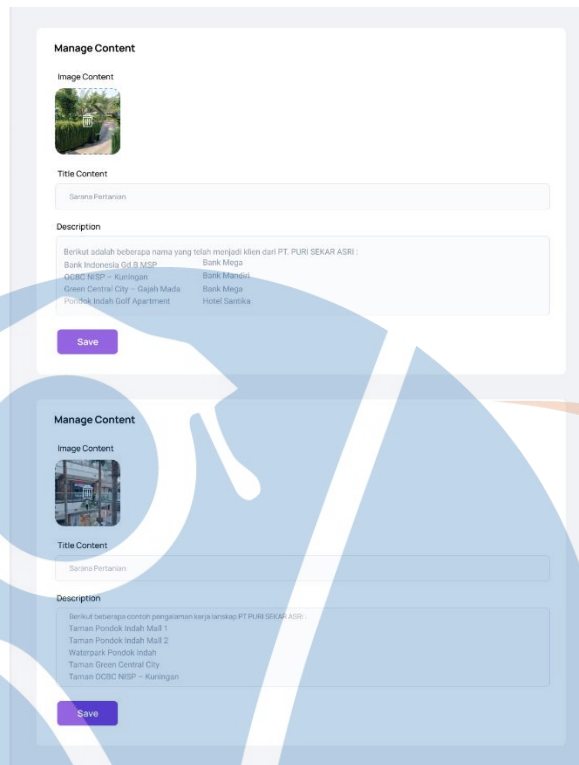 Manage Content
Image Content
Title Content
Sarana Pertanian
Description
Berikut adalah beberapa nama yang telah menjadi klien dari PT. PURI SEKAR ASRI :
Bank Indonesia Gd.B MSP Bank Mega
OCBC NISP – Kuningan Bank Mandiri
Green Central City – Gajah Mada Bank Mega
Pondok Indah Golf Apartment Hotel Santika
Save
Manage Content
Image Content
Title Content
Sarana Pertanian
Description
Berikut beberapa contoh pengalaman kerja lanskap PT.PURI SEKAR ASRI :
Taman Pondok Indah Mall 1
Taman Pondok Indah Mall 2
Waterpark Pondok Indah
Taman Green Central City
Taman OCBC NISP – Kuningan
Save